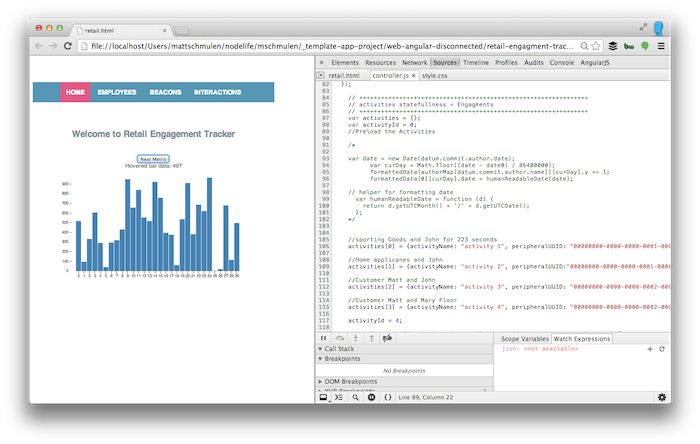 retail.html
file://localhost/Users/mattschmulen/nodelife/mschmulen/_template-app-project/web-angular-disconnected/retail-engagment-trac…
HOME EMPLOYEES BEACONS INTERACTIONS
Welcome to Retail Engagement Tracker
Next Metric
Hovered bar data: 497
900
800
700
600
500
400
300
200
100
0
0 1 2 3 4 5 6 7 8 9 10 11 12 13 14 15 16 17 18 19 20 21 22 23 24 25 26 27 28 29
Elements Resources Network Sources Timeline Profiles Audits Console AngularJS
retail.html controller.js × style.css
82 });
85 // ++++++++++++++++++++++++++++++++++++++++++++++++++++++++++++++++
86 // activities statefullness = Engagments
87 // ++++++++++++++++++++++++++++++++++++++++++++++++++++++++++++++++
88 var activities = {};
89 var activityId = 0;
90 //Preload the Activities
91
92 /*
93
94 var date = new Date(datum.commit.author.date);
95 var curDay = Math.floor((date - date0) / 86400000);
96 formattedData[authorMap[datum.commit.author.name]][curDay].y += 1;
97 formattedData[0][curDay].date = humanReadableDate(date);
98
99 // helper for formatting date
100 var humanReadableDate = function (d) {
101 return d.getUTCMonth() + '/' + d.getUTCDate();
102 };
103 */
104
105 //sporting Goods and John for 223 seconds
106 activities[0] = {activityName: "activity 1", peripheralUUID: "00000000-0000-0000-0001-000
107
108 //Home applicanes and John
109 activities[1] = {activityName: "activity 2", peripheralUUID:"00000000-0000-0000-0001-0000
110
111 //Customer Matt and John
112 activities[2] = {activityName: "activity 3", peripheralUUID: "00000000-0000-0000-0002-000
113
114 //Customer Matt and Mary Floor
115 activities[3] = {activityName: "activity 4", peripheralUUID: "00000000-0000-0000-0002-000
116
117 activityId = 4;
118
Call Stack
Breakpoints
No Breakpoints
DOM Breakpoints
XHR Breakpoints
Scope Variables Watch Expressions
json: <not available>
{ } Line 89, Column 22